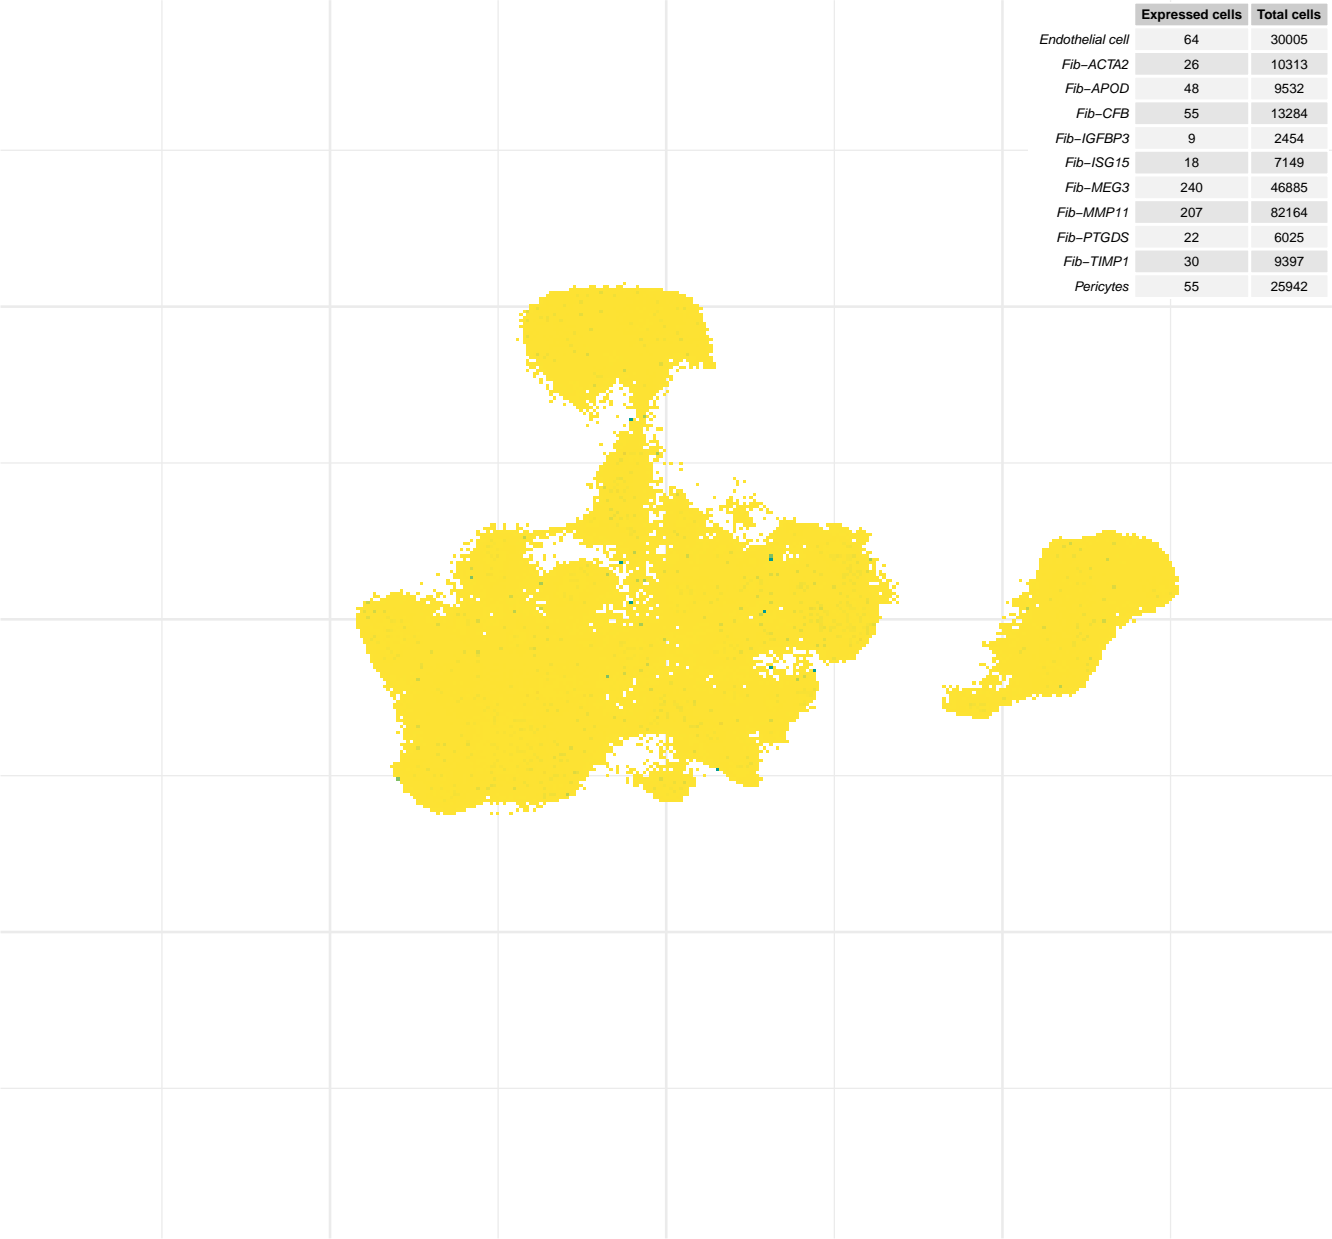 Expressed cells Total cells
Endothelial cell 64 30005
Fib−ACTA2 26 10313
Fib−APOD 48 9532
Fib−CFB 55 13284
Fib−IGFBP3 9 2454
Fib−ISG15 18 7149
Fib−MEG3 240 46885
Fib−MMP11 207 82164
Fib−PTGDS 22 6025
Fib−TIMP1 30 9397
Pericytes 55 25942